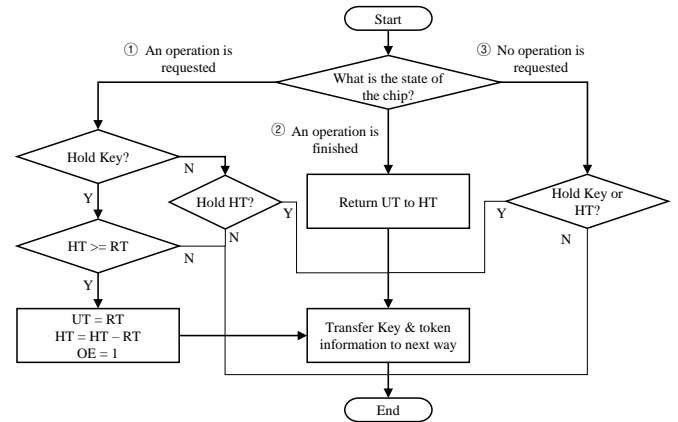 Start
① An operation is
requested
③ No operation is
requested
What is the state of
the chip?
② An operation is
finished
Hold Key?
N
Y
Hold HT?
Y
N
Return UT to HT
Hold Key or
HT?
Y
N
HT >= RT
N
Y
UT = RT
HT = HT – RT
OE = 1
Transfer Key & token
information to next way
End